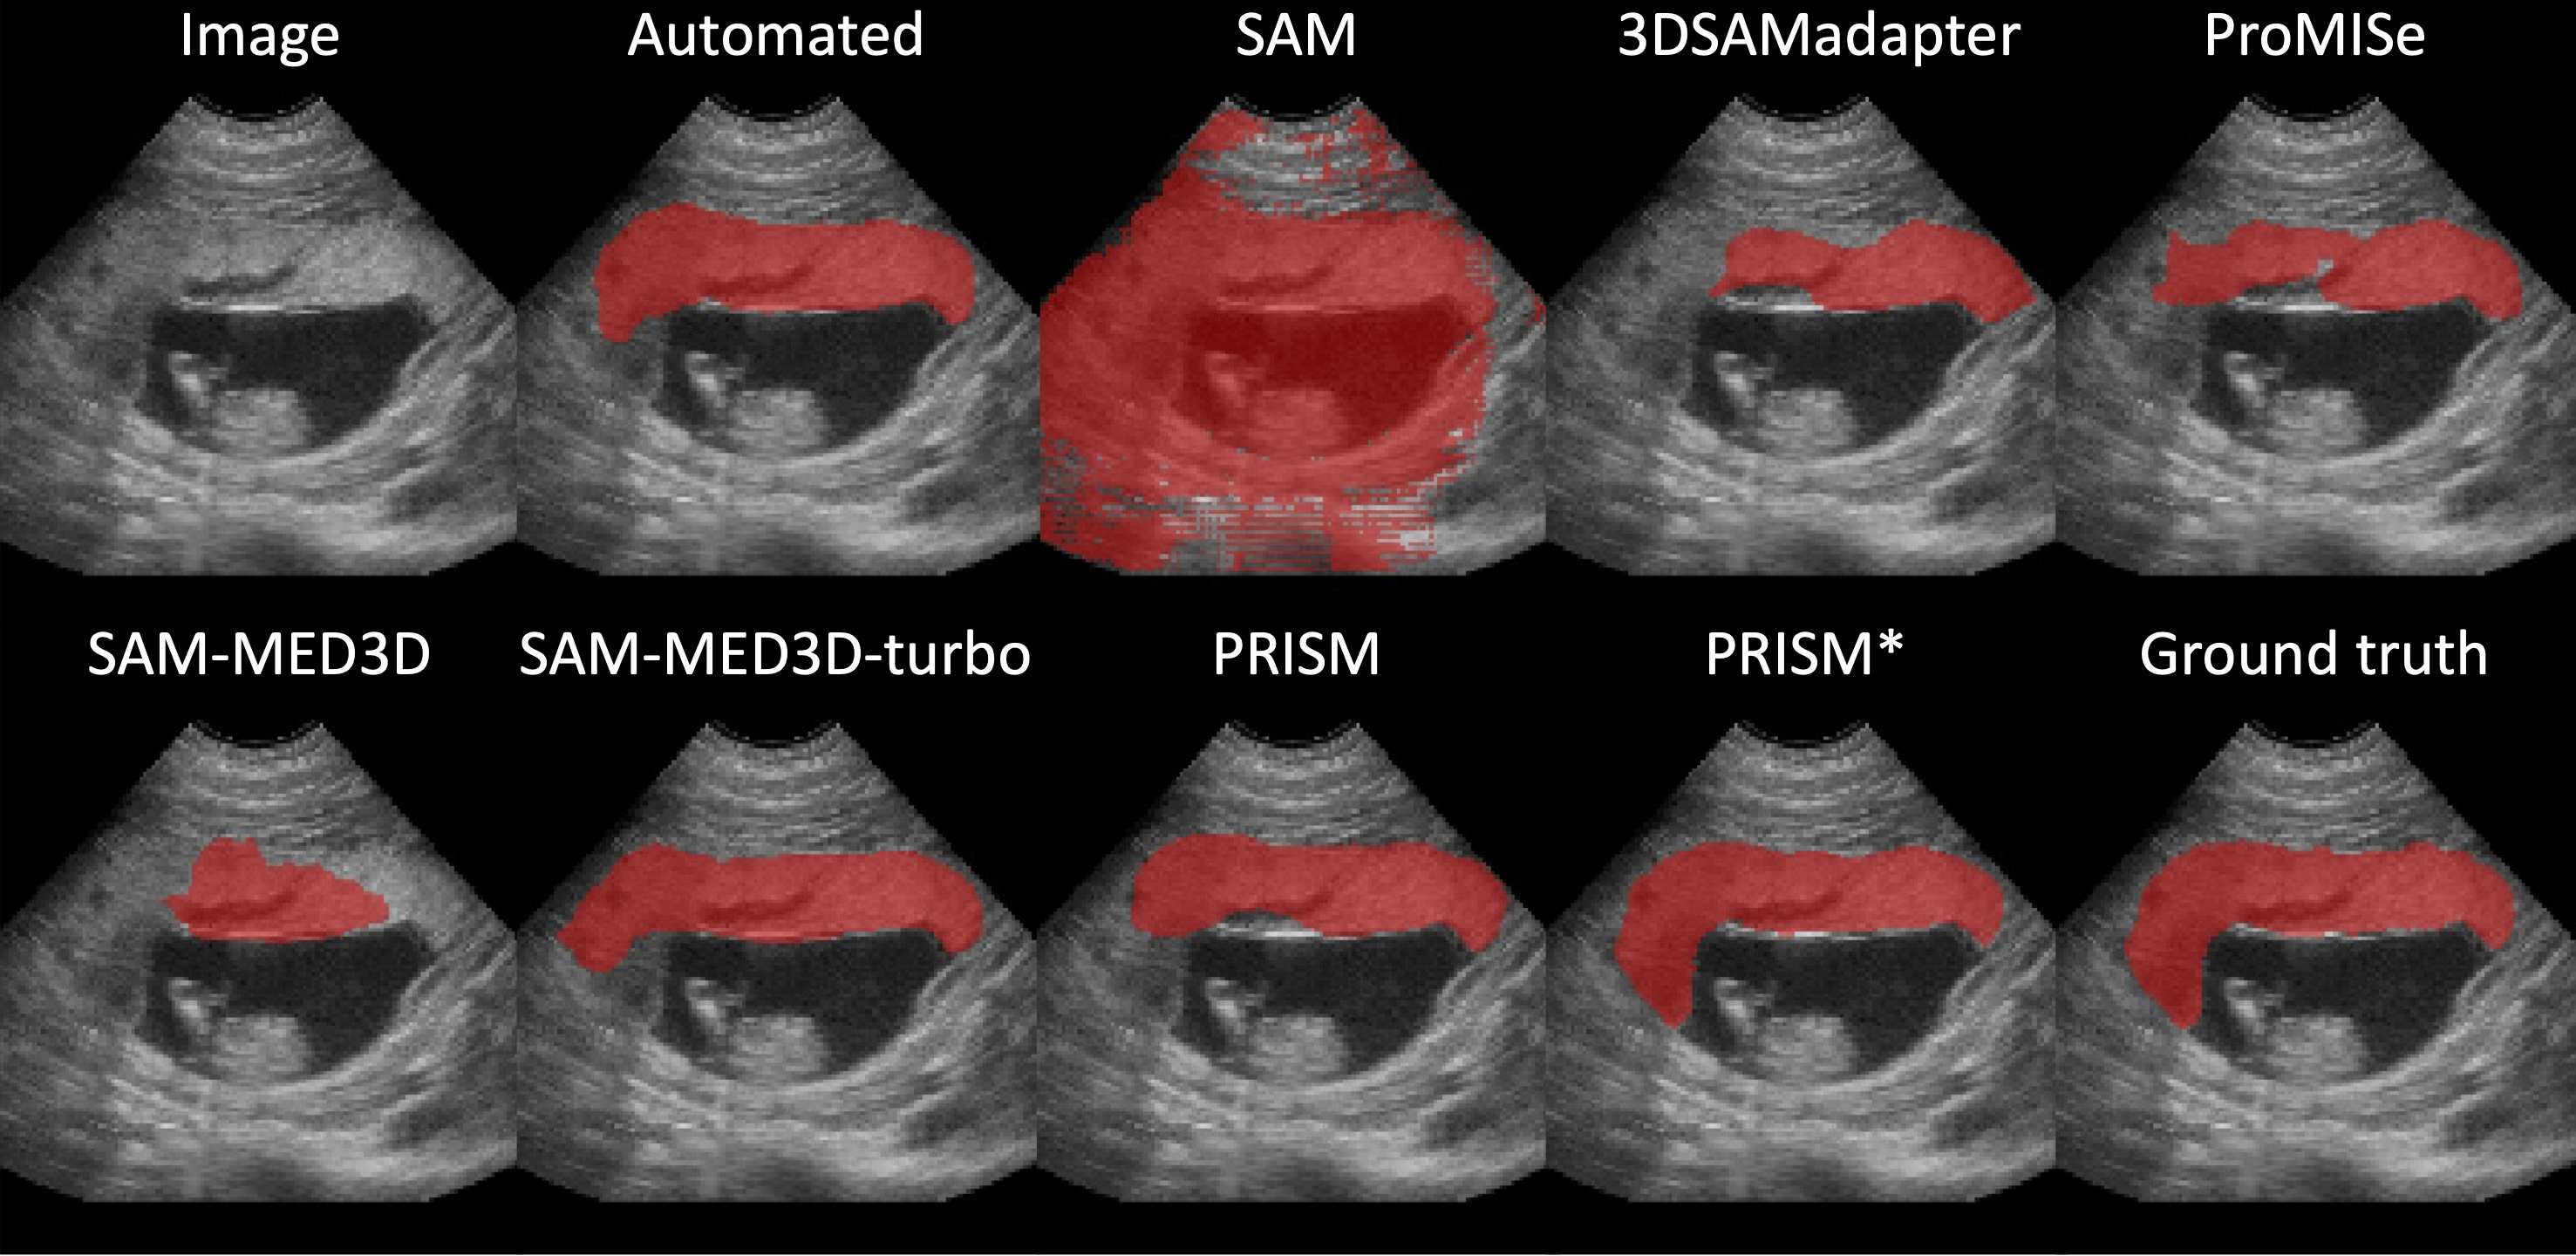 Image
Automated
SAM
3DSAMadapter
ProMISe
SAM-MED3D
SAM-MED3D-turbo
PRISM
PRISM*
Ground truth